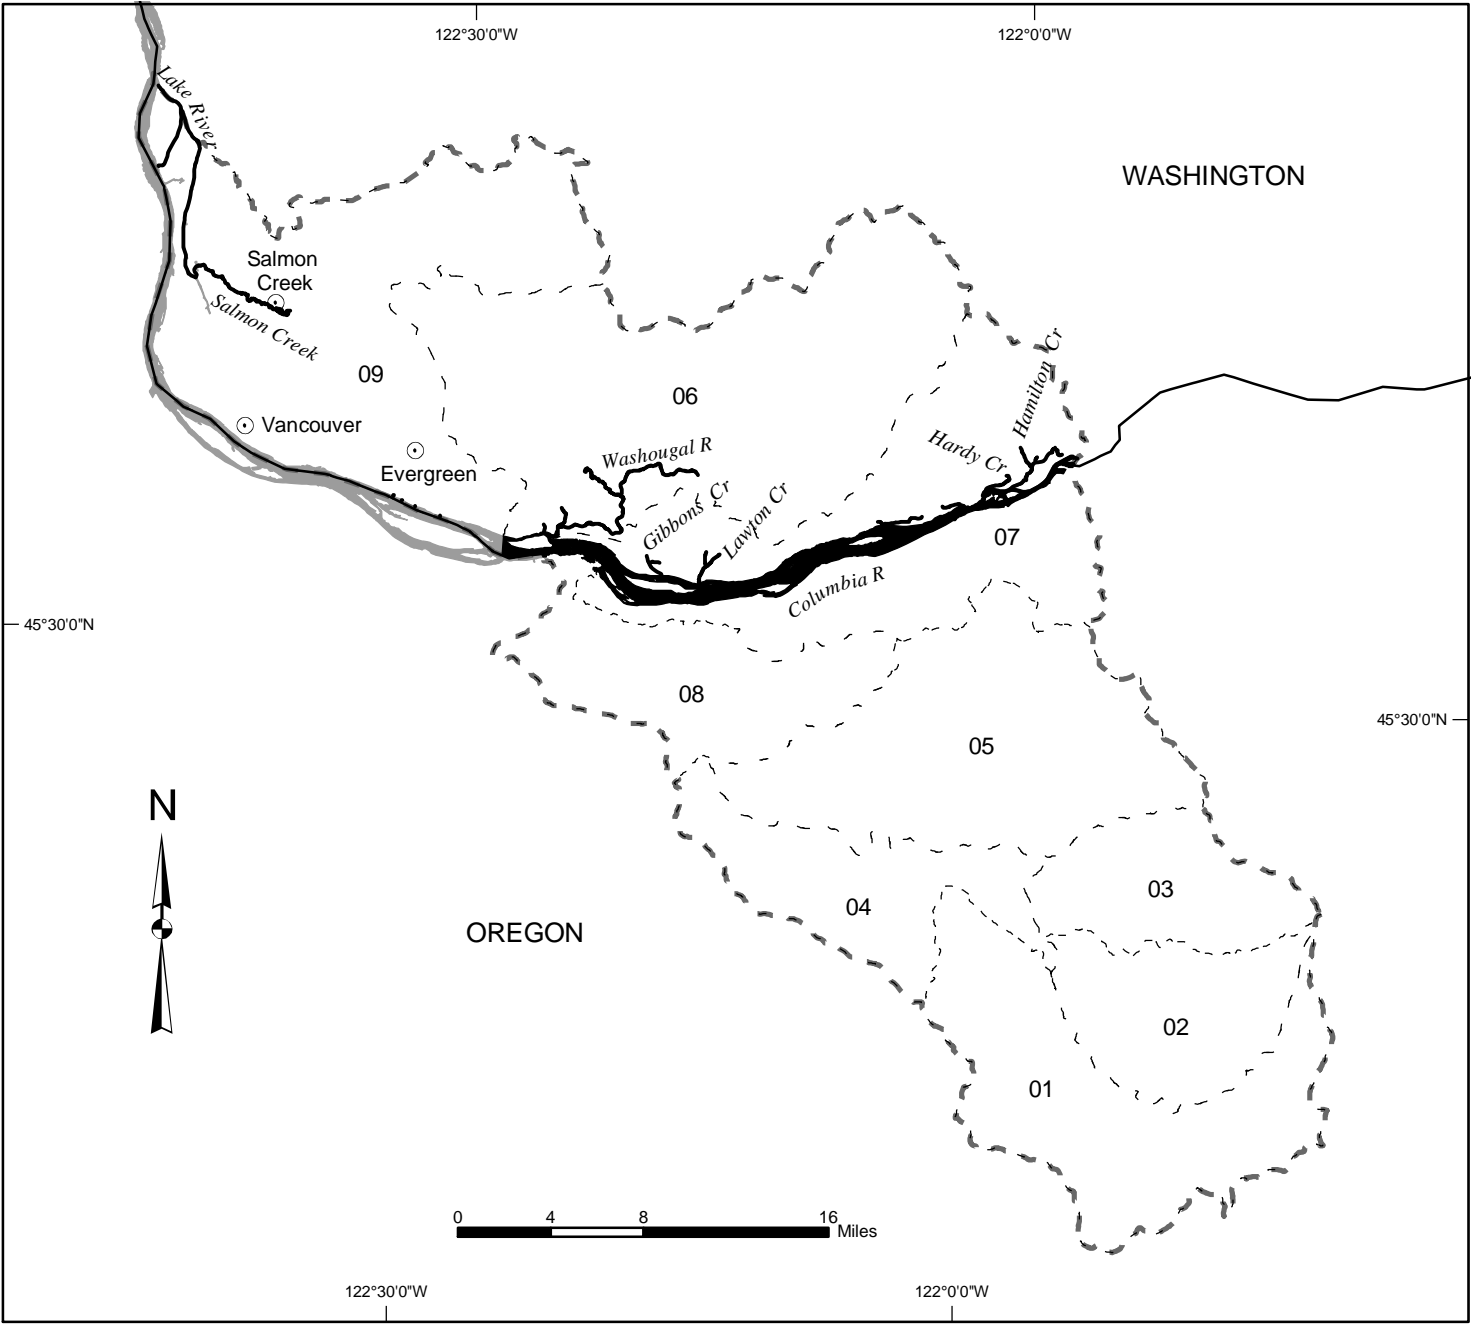 122°30'0"W
122°0'0"W
Lake River
WASHINGTON
Salmon
Creek
Salmon Creek
Hamilton Cr
09
06
Vancouver
Hardy Cr
Washougal R
Evergreen
Gibbons Cr
Lawton Cr
07
Columbia R
45°30'0"N
08
45°30'0"N
05
N
03
04
OREGON
02
01
0 4 8 16
Miles
122°30'0"W
122°0'0"W